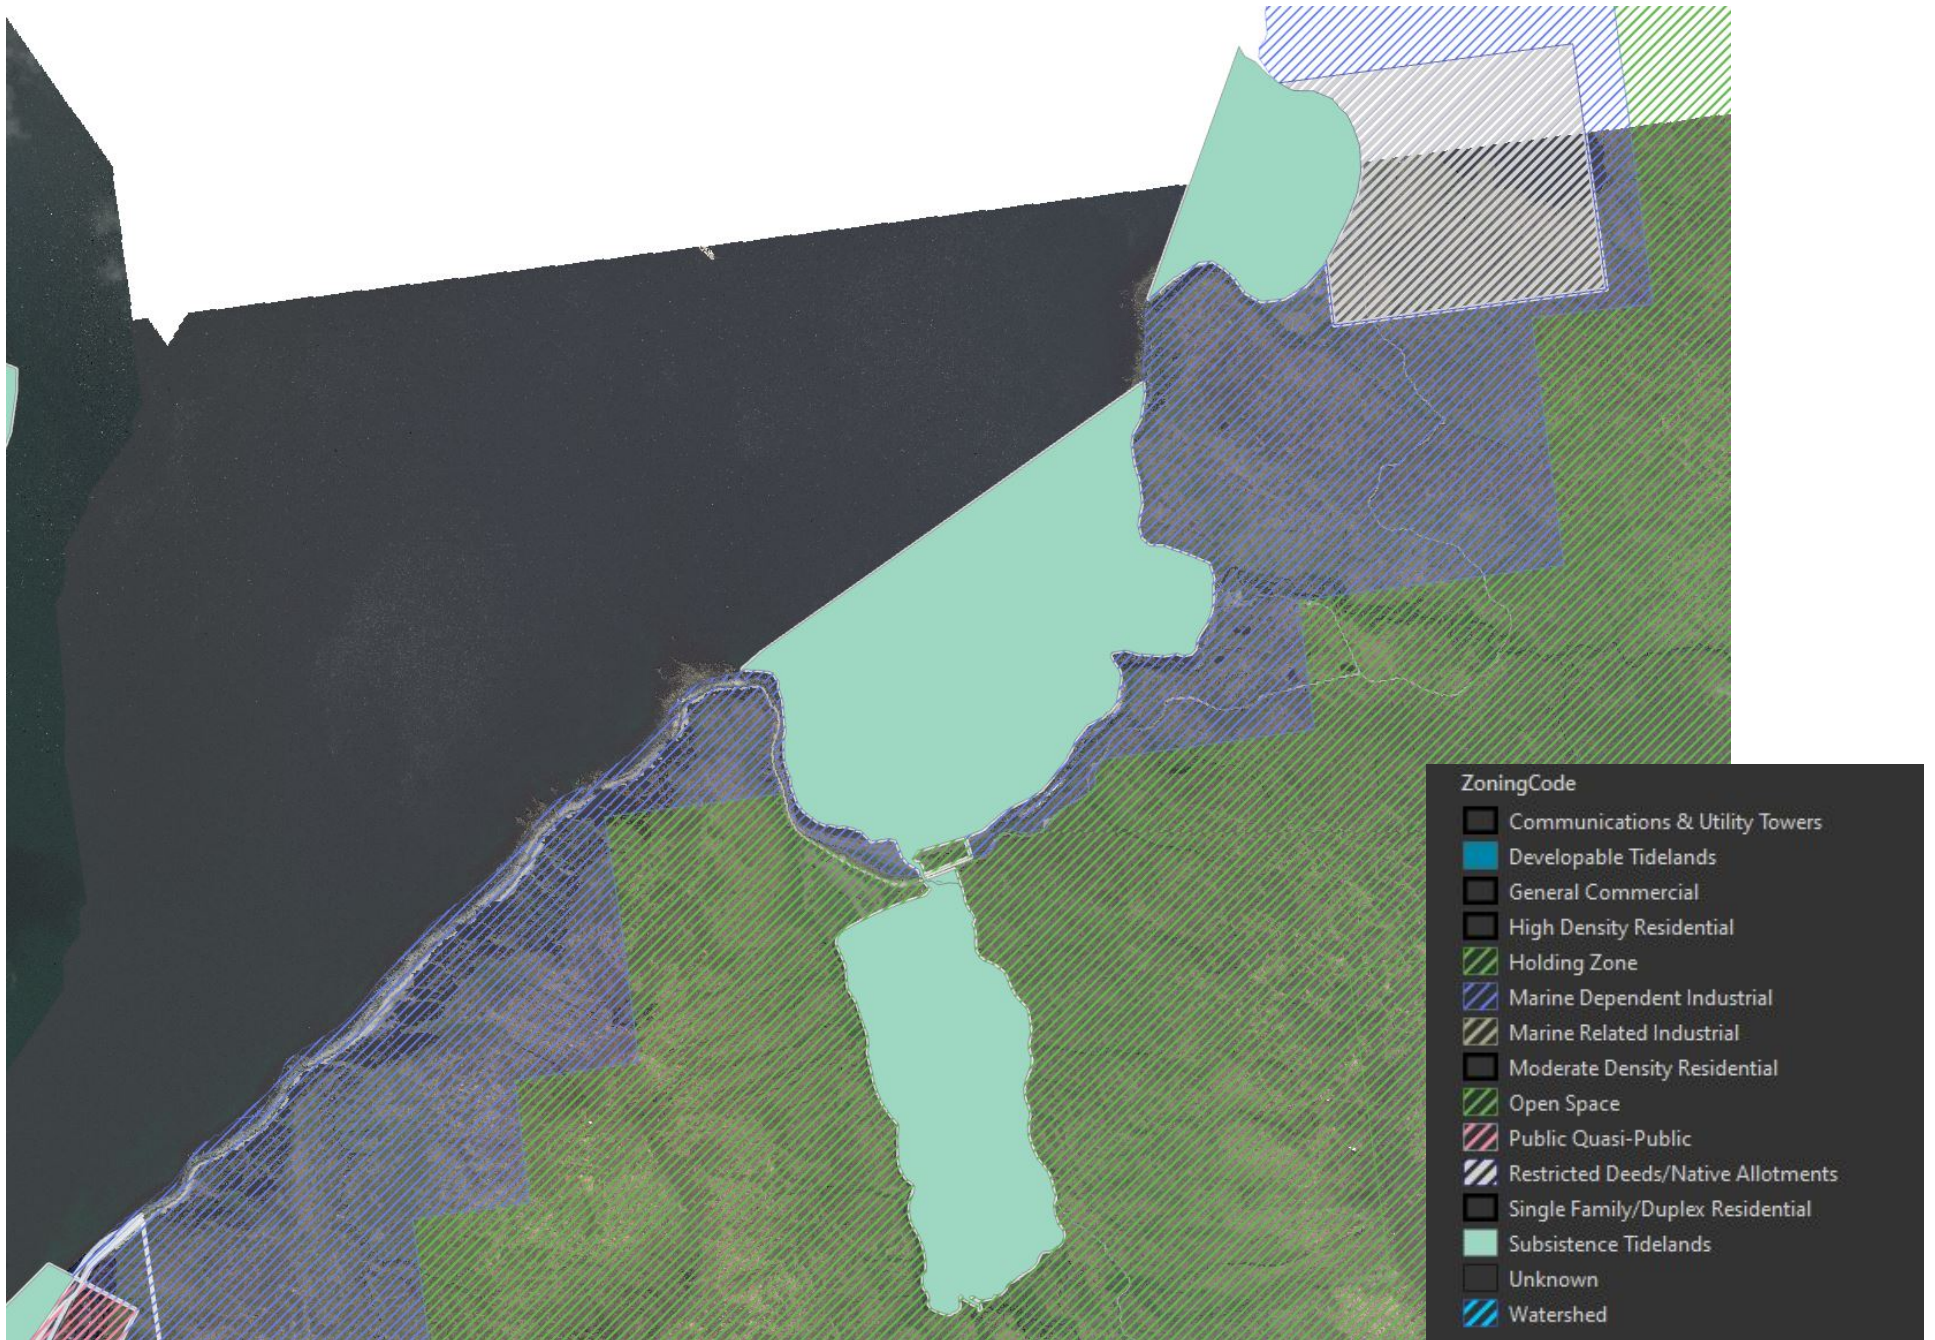 ZoningCode
Communications & Utility Towers
Developable Tidelands
General Commercial
High Density Residential
Holding Zone
Marine Dependent Industrial
Marine Related Industrial
Moderate Density Residential
Open Space
Public Quasi-Public
Restricted Deeds/Native Allotments
Single Family/Duplex Residential
Subsistence Tidelands
Unknown
Watershed